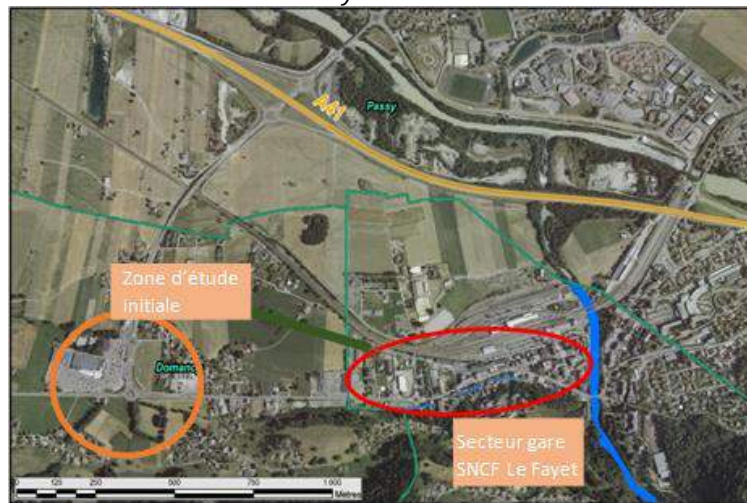 A41
Passy
Zone d'étude
initiale
Domanc
Secteur gare
SNCF Le Fayet
0 125 250 500 750 1 000
Mètres